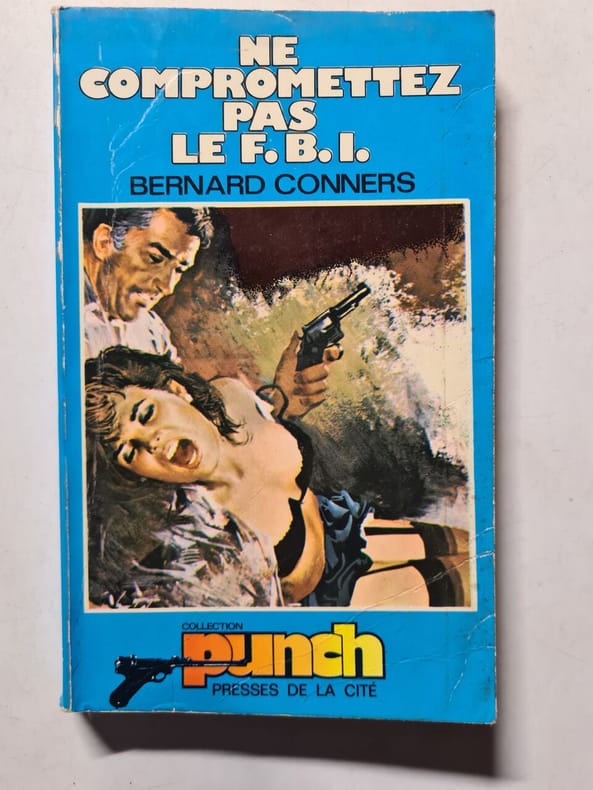 NE
COMPROMETTEZ
PAS
LE F.B.I.
BERNARD CONNERS
COLLECTION
punch
PRESSES DE LA CITÉ